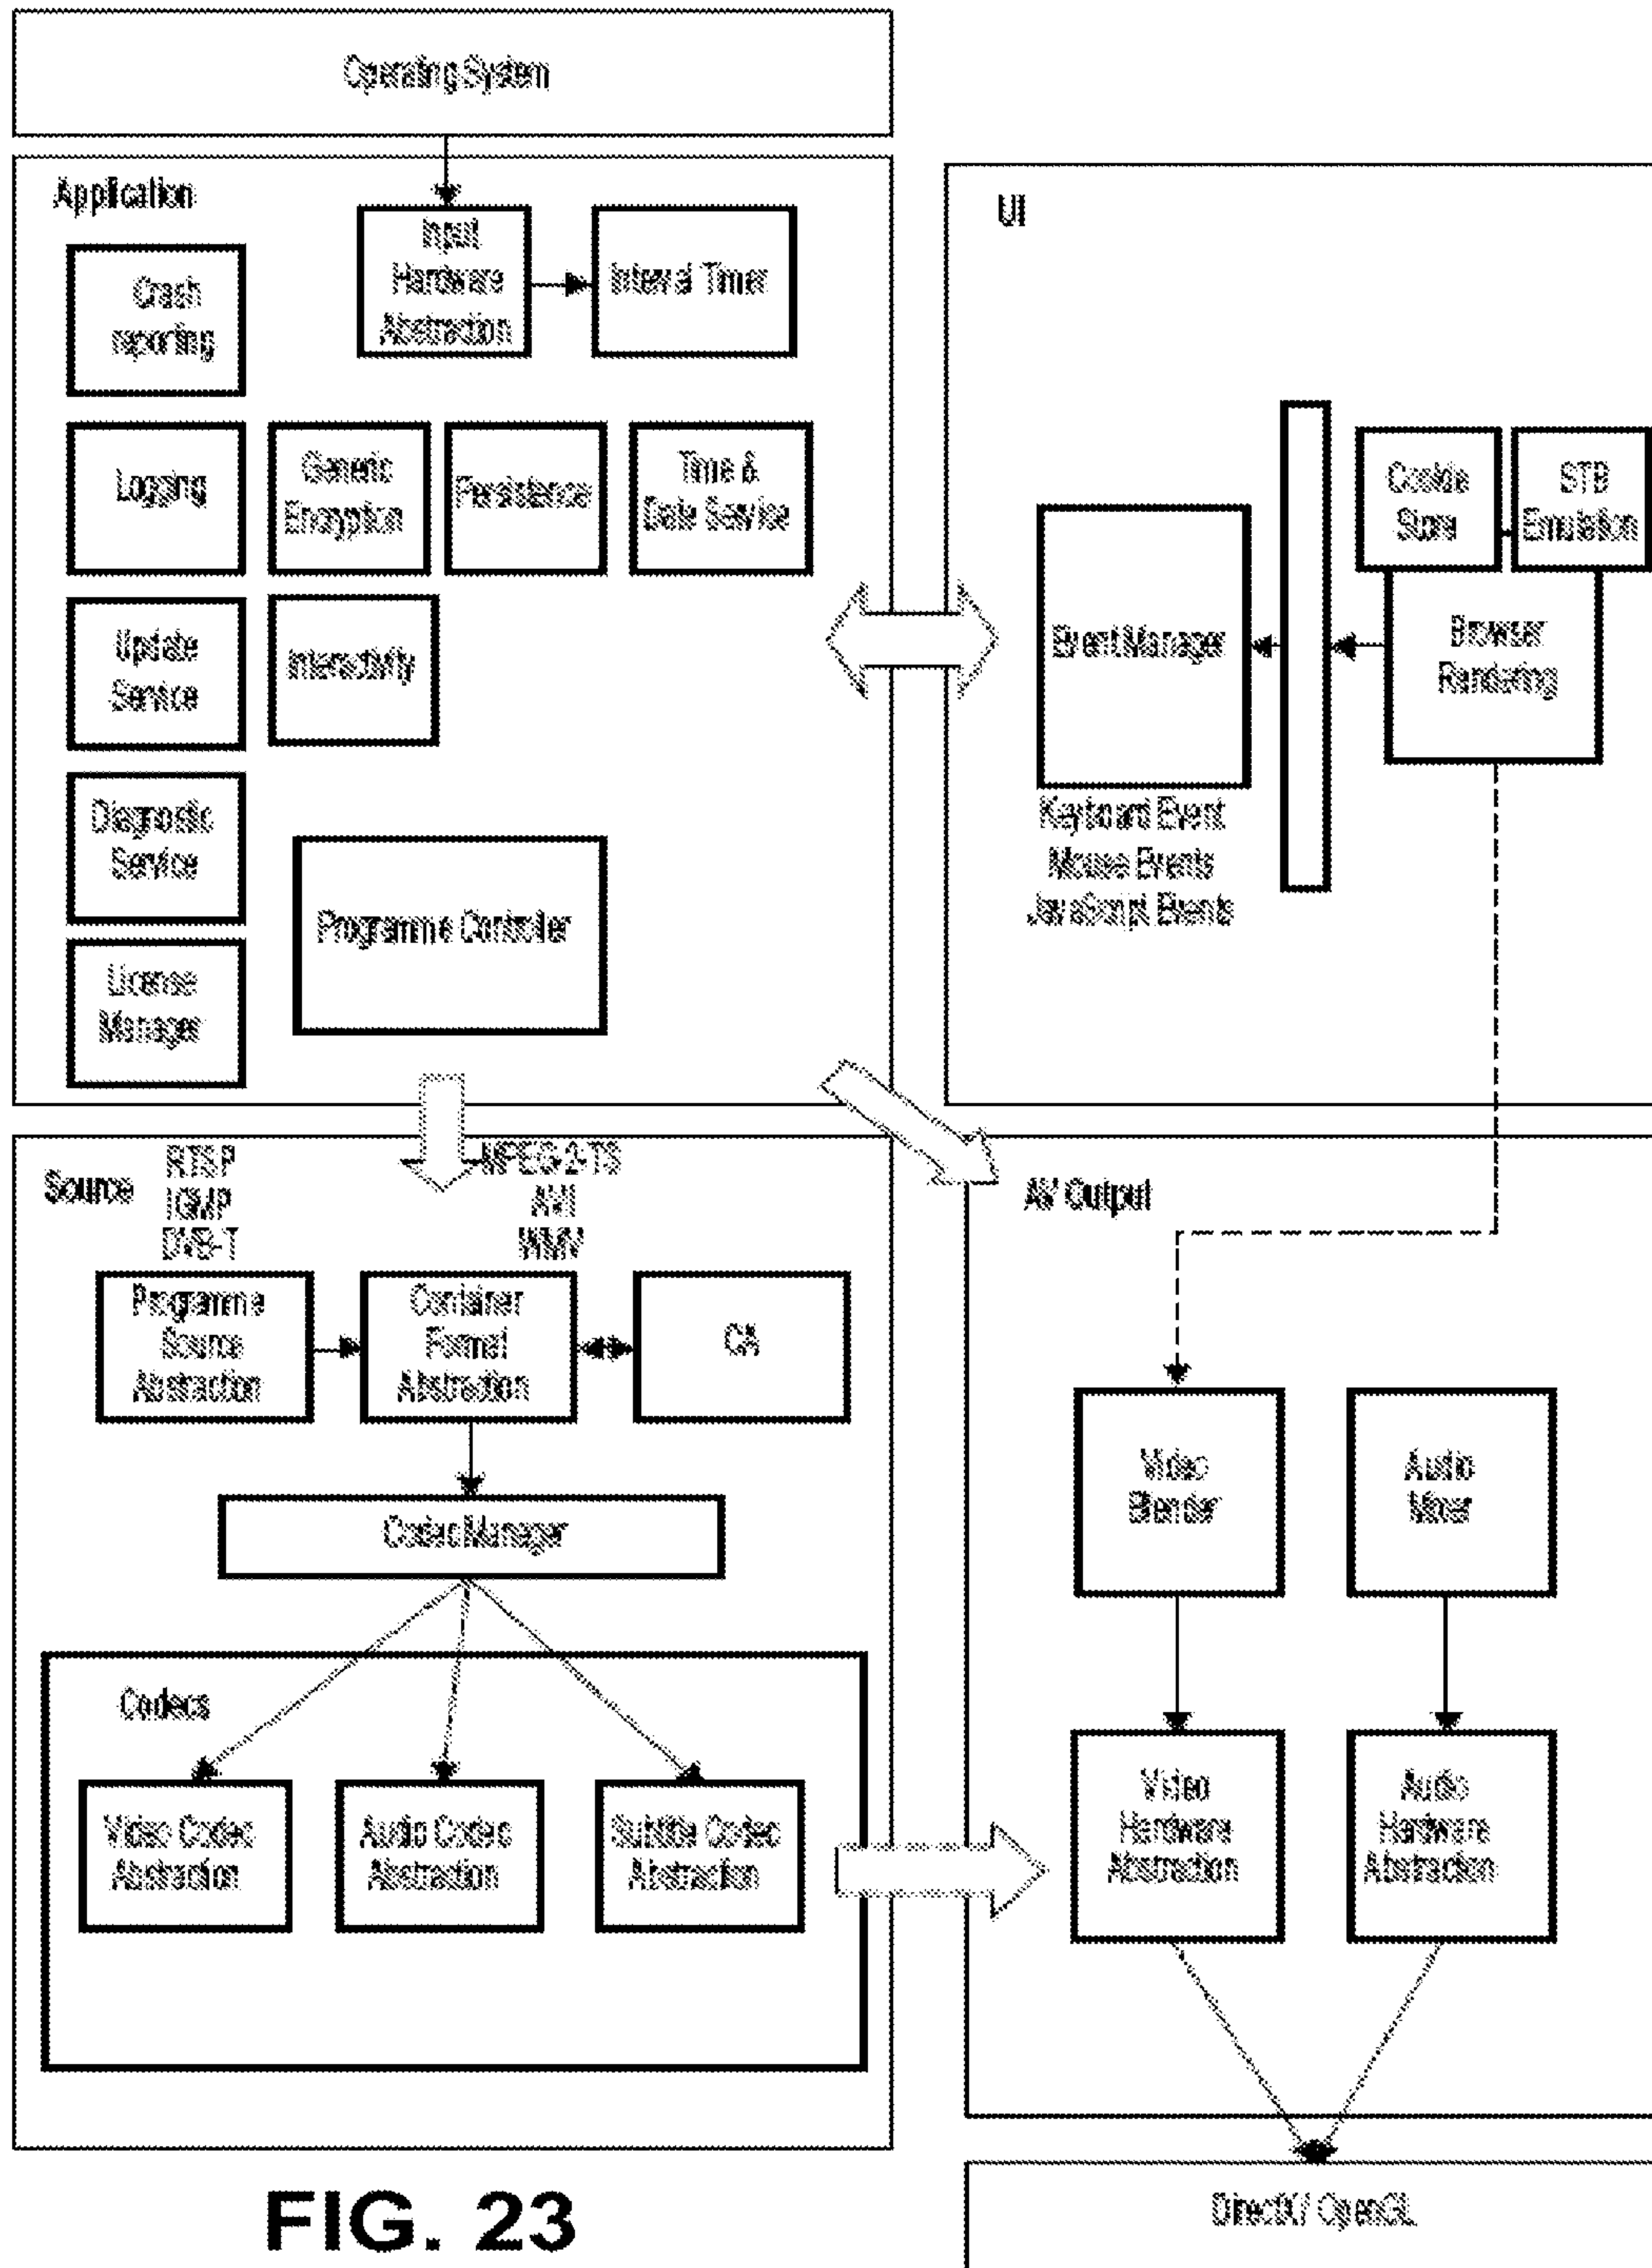 Operating System
Application
Input
Hardware
Abstraction
Interval Timer
Crash
reporting
Logging
Generic
Encryption
Persistence
Time &
Date Service
Update
Service
Interactivity
Diagnostic
Service
Programme Controller
License
Manager
UI
Cookie
Store
STB
Emulation
Event Manager
Browser
Rendering
Keyboard Event
Mouse Events
JavaScript Events
Source
RTSP
IGMP
DVB-T
MPEG-2-TS
AVI
WMV
Programme
Source
Abstraction
Container
Format
Abstraction
CA
Codec Manager
Codecs
Video Codec
Abstraction
Audio Codec
Abstraction
Subtitle Codec
Abstraction
AV Output
Video
Blender
Audio
Mixer
Video
Hardware
Abstraction
Audio
Hardware
Abstraction
DirectX/ OpenGL
FIG. 23